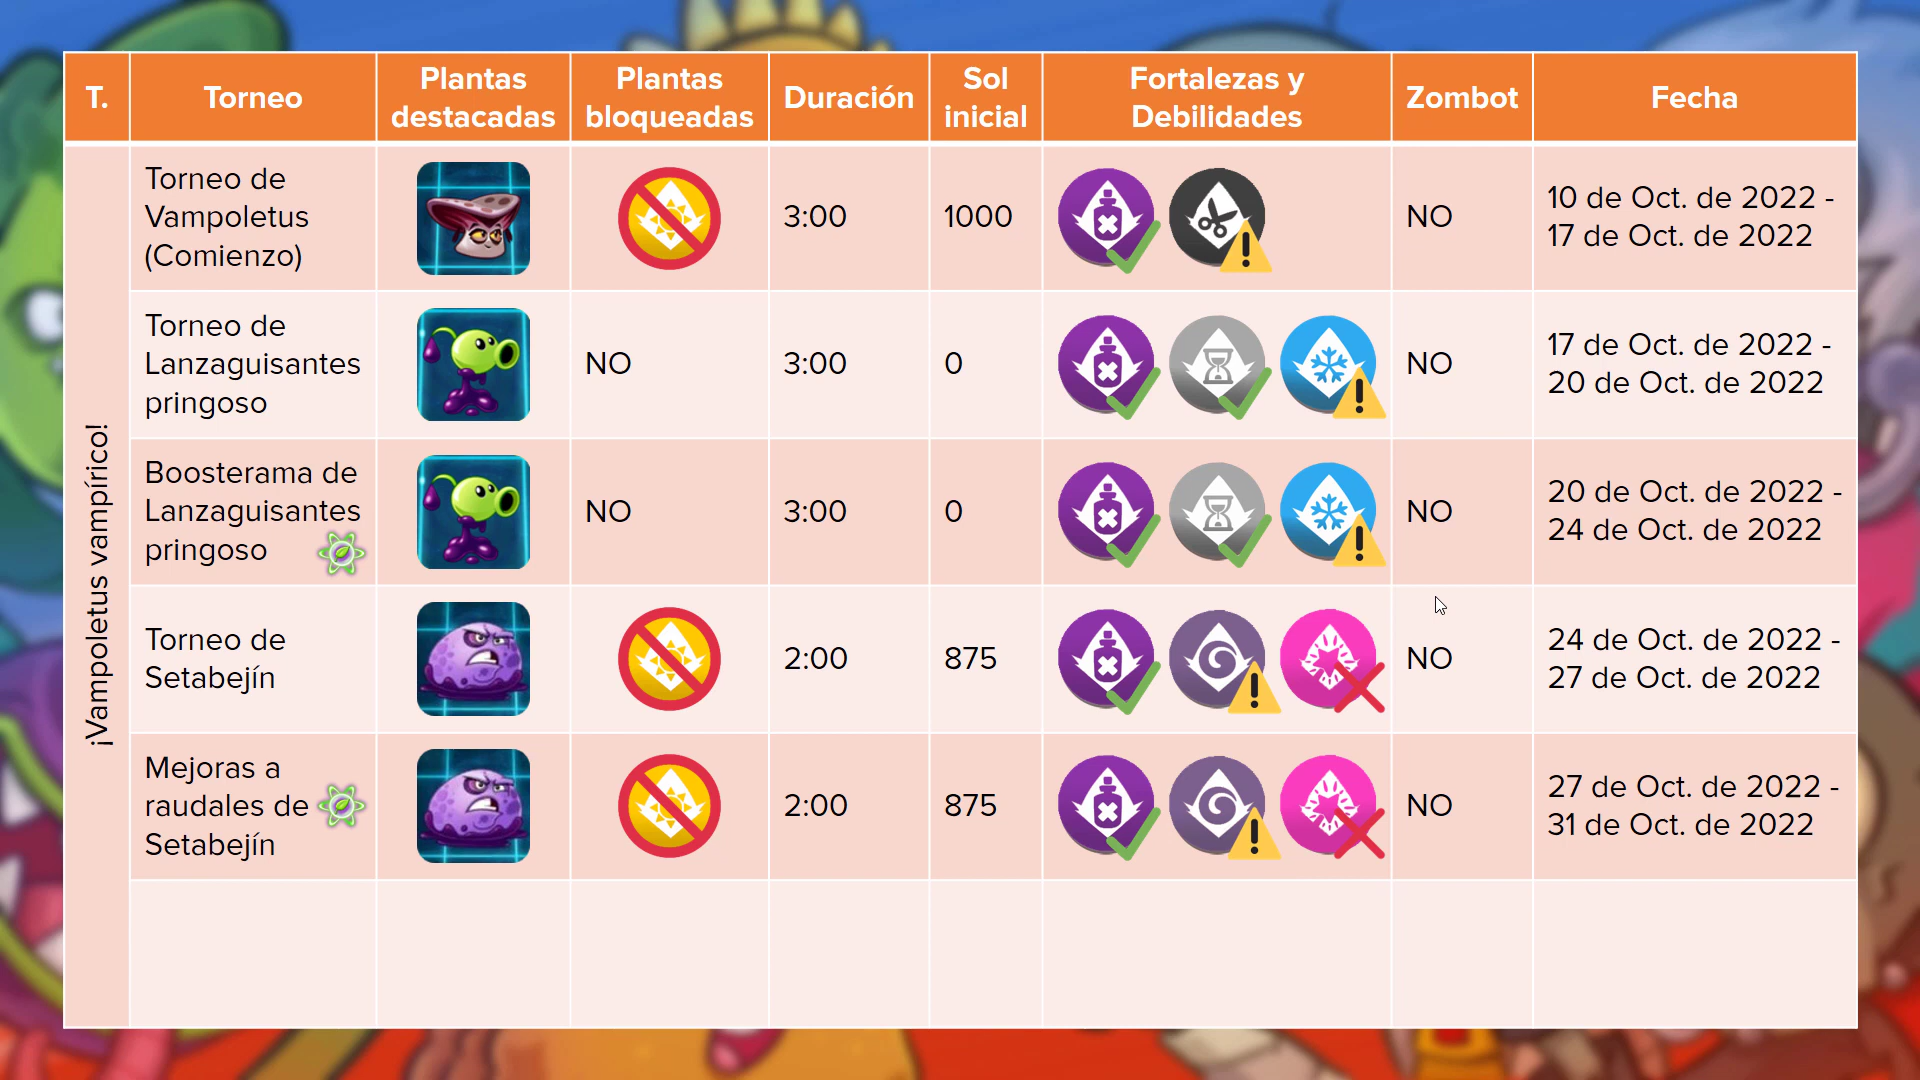 T.
Torneo
Plantas
destacadas
Plantas
bloqueadas
Duración
Sol
inicial
Fortalezas y
Debilidades
Zombot
Fecha
¡Vampoletus vampírico!
Torneo de
Vampoletus
(Comienzo)
3:00
1000
NO
10 de Oct. de 2022 -
17 de Oct. de 2022
Torneo de
Lanzaguisantes
pringoso
NO
3:00
0
NO
17 de Oct. de 2022 -
20 de Oct. de 2022
Boosterama de
Lanzaguisantes
pringoso
NO
3:00
0
NO
20 de Oct. de 2022 -
24 de Oct. de 2022
Torneo de
Setabejín
2:00
875
NO
24 de Oct. de 2022 -
27 de Oct. de 2022
Mejoras a
raudales de
Setabejín
2:00
875
NO
27 de Oct. de 2022 -
31 de Oct. de 2022